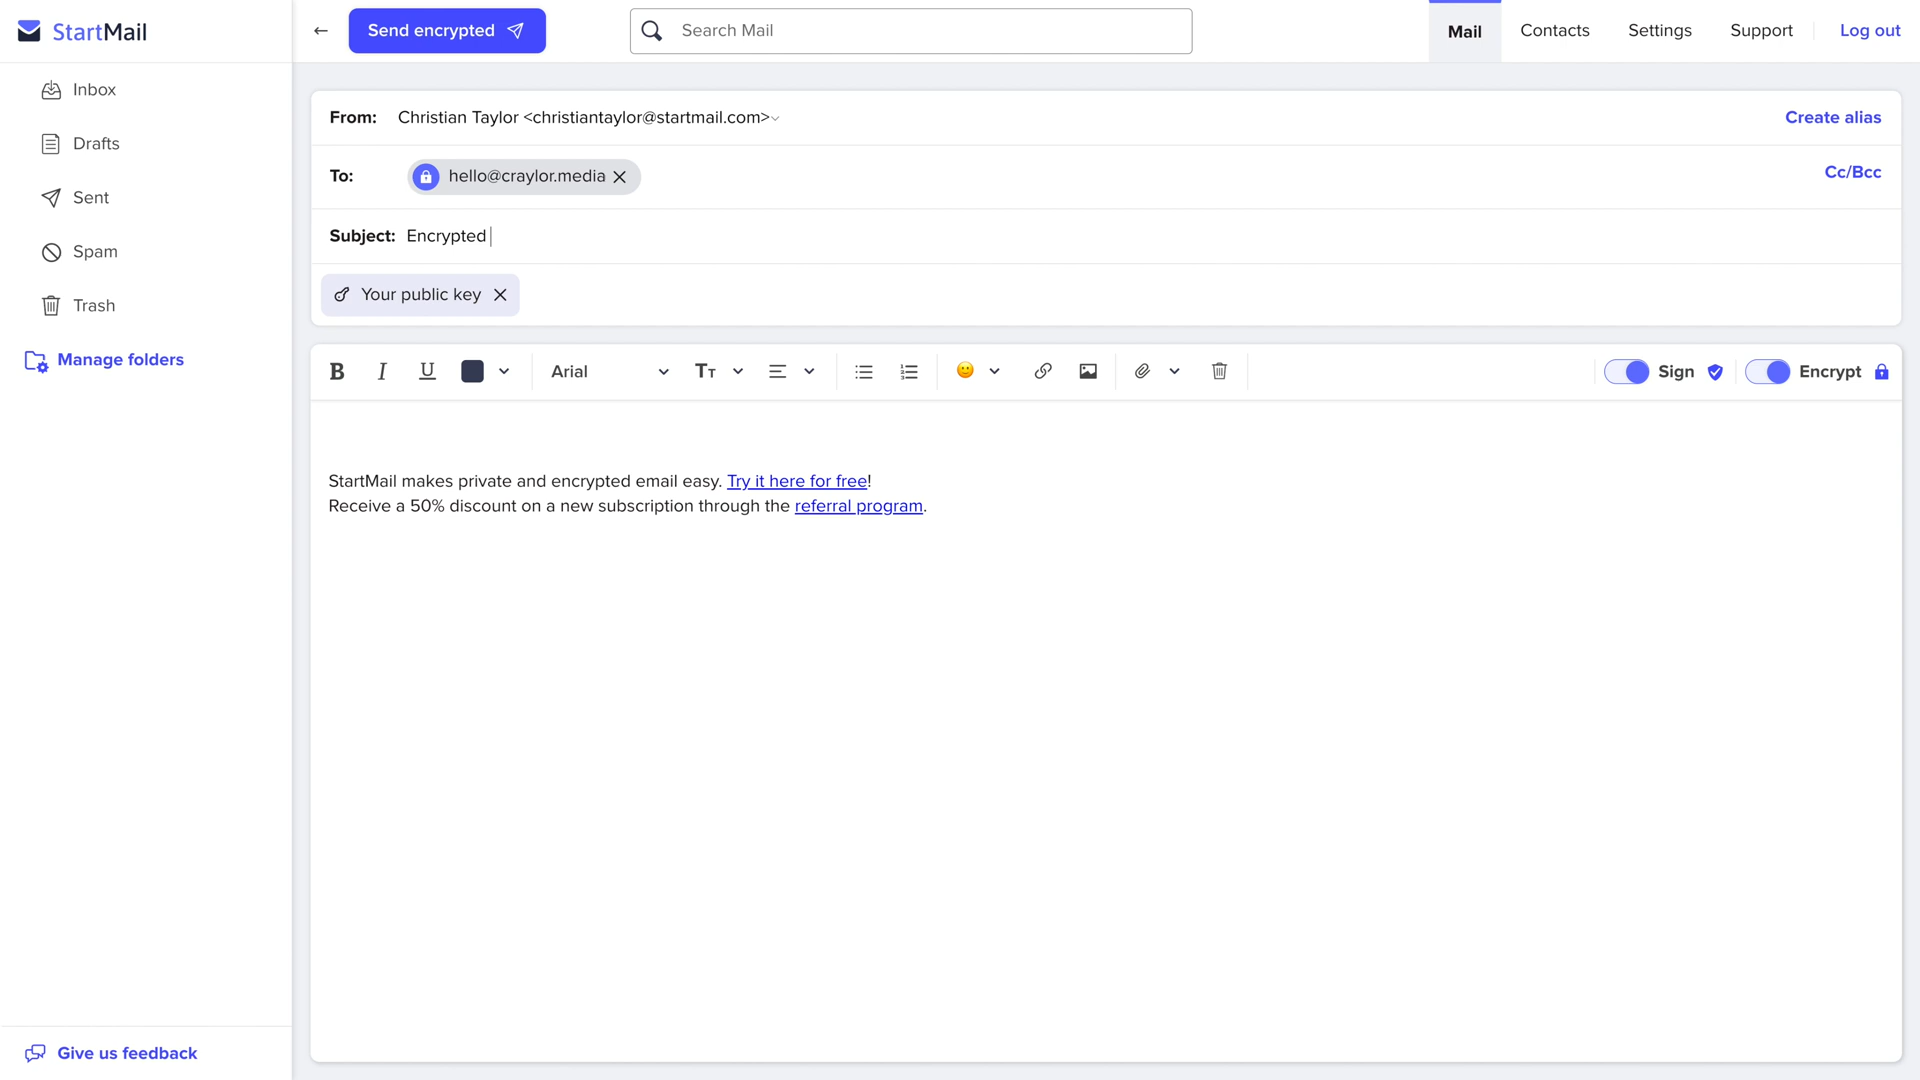 StartMail
Send encrypted
Search Mail
Mail
Contacts
Settings
Support
Log out
Inbox
Drafts
Sent
Spam
Trash
Manage folders
From: Christian Taylor <christiantaylor@startmail.com>
Create alias
To: hello@craylor.media
Cc/Bcc
Subject: Encrypted
Your public key
B I U Arial Tт
Sign
Encrypt
StartMail makes private and encrypted email easy. Try it here for free!
Receive a 50% discount on a new subscription through the referral program.
Give us feedback